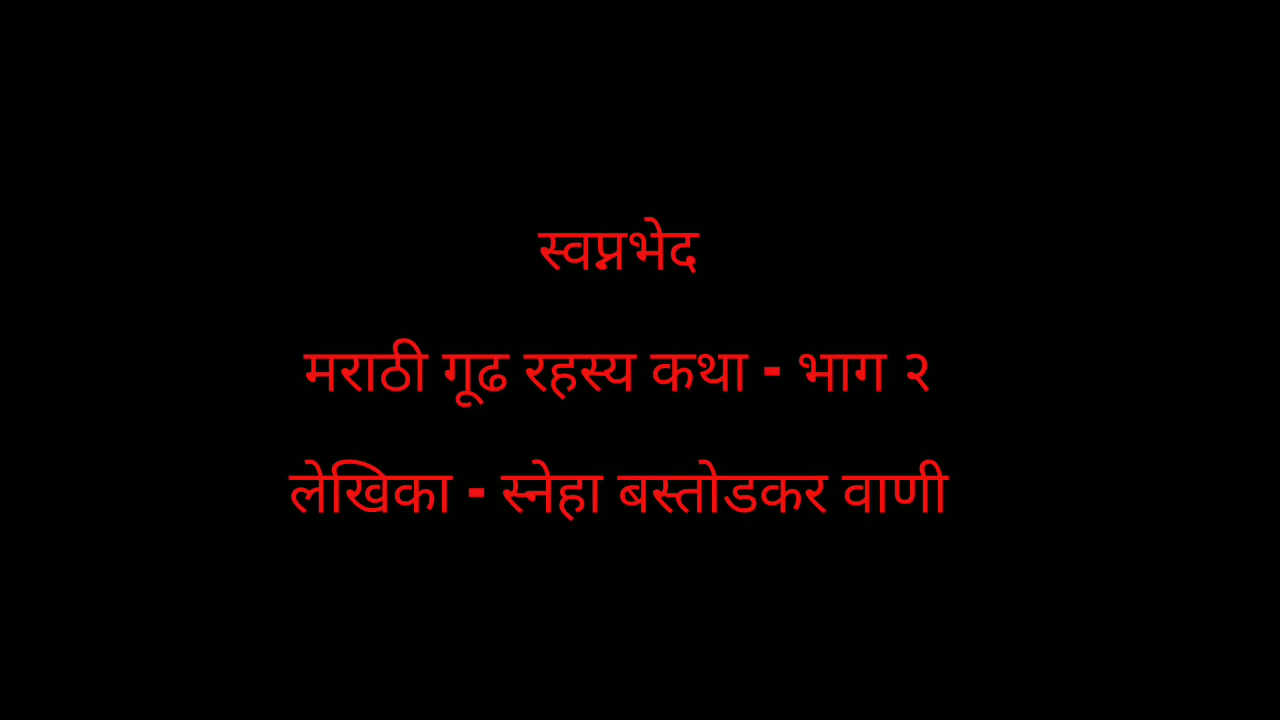 स्वप्नभेद
मराठी गूढ रहस्य कथा - भाग २
लेखिका - स्नेहा बस्तोडकर वाणी